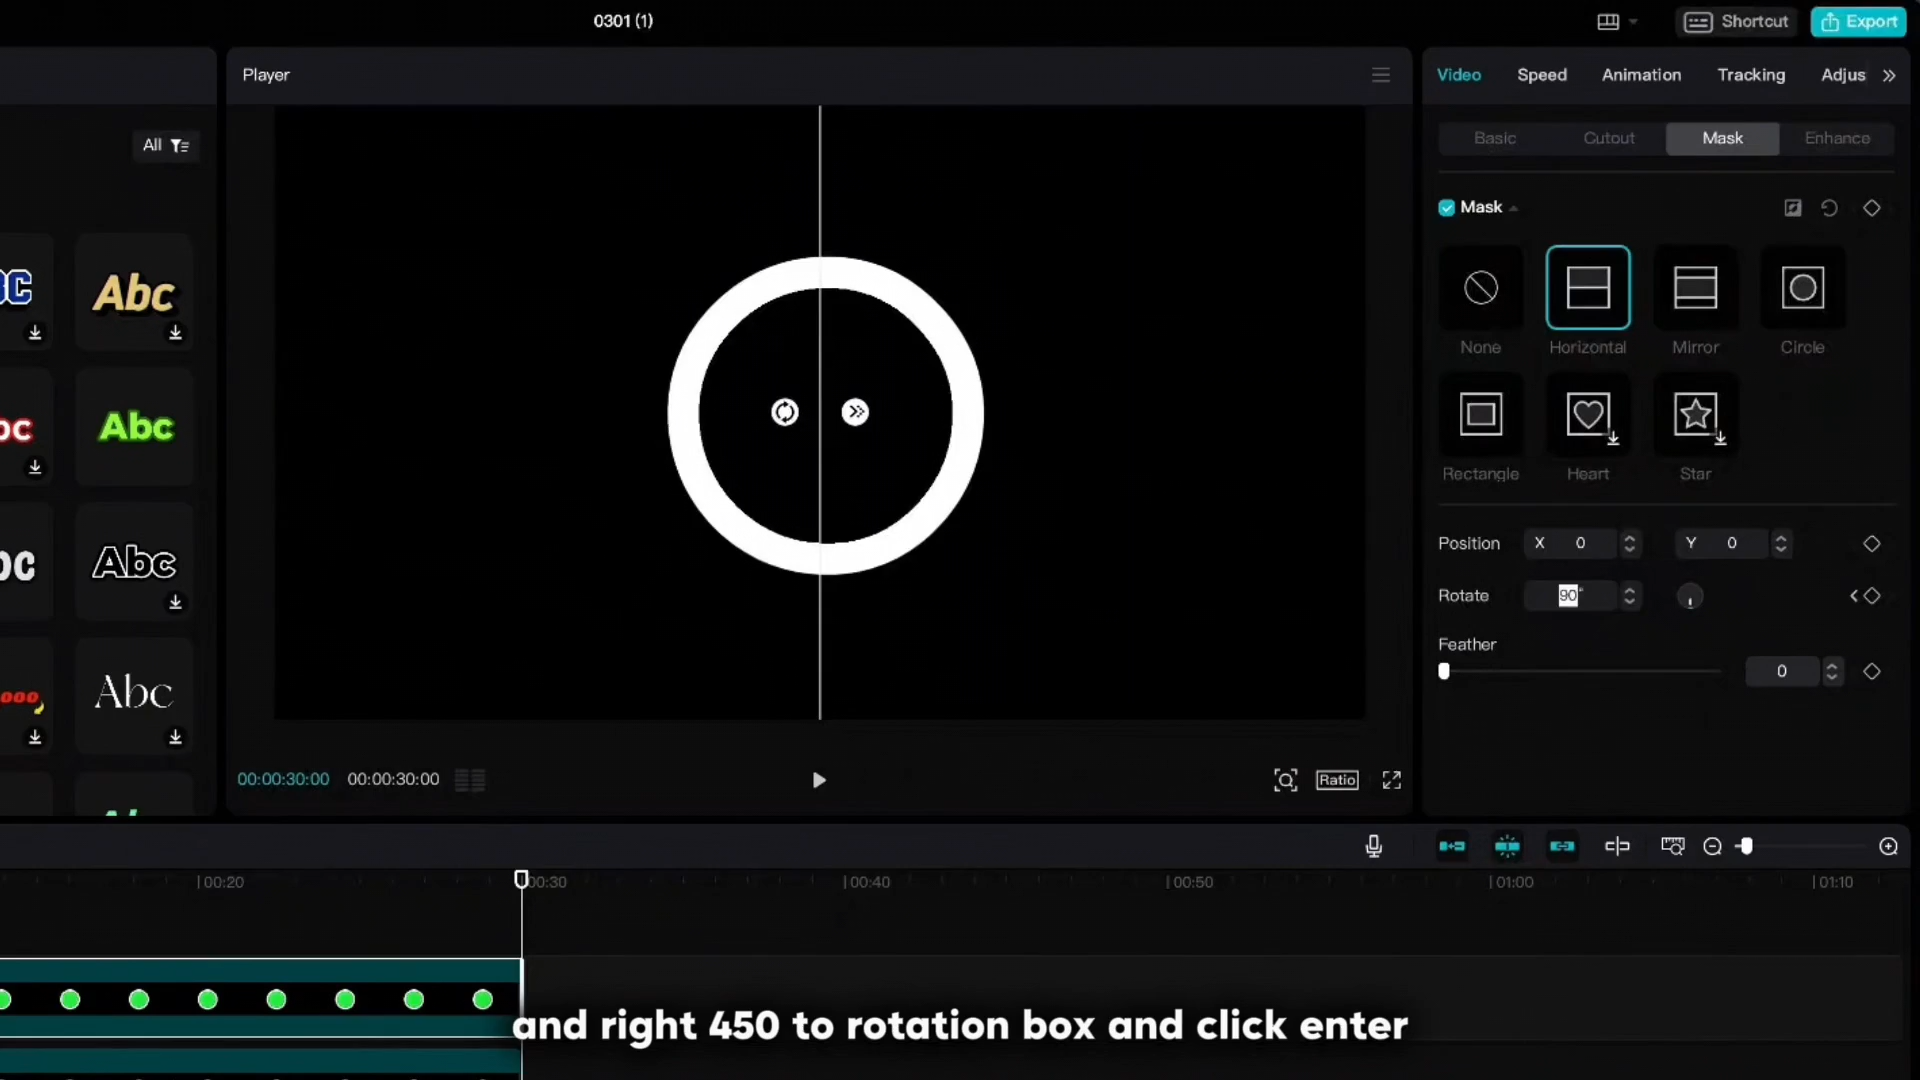 0301 (1)
Shortcut
Export
Player
Video Speed Animation Tracking Adjus
All
Basic Cutout Mask Enhance
Mask
Abc
None Horizontal Mirror Circle
Abc
Rectangle Heart Star
Position X 0 Y 0
Abc
Rotate 90°
Feather
0
Abc
00:00:30:00 00:00:30:00
Ratio
00:20 00:30 00:40 00:50 01:00 01:10
and right 450 to rotation box and click enter